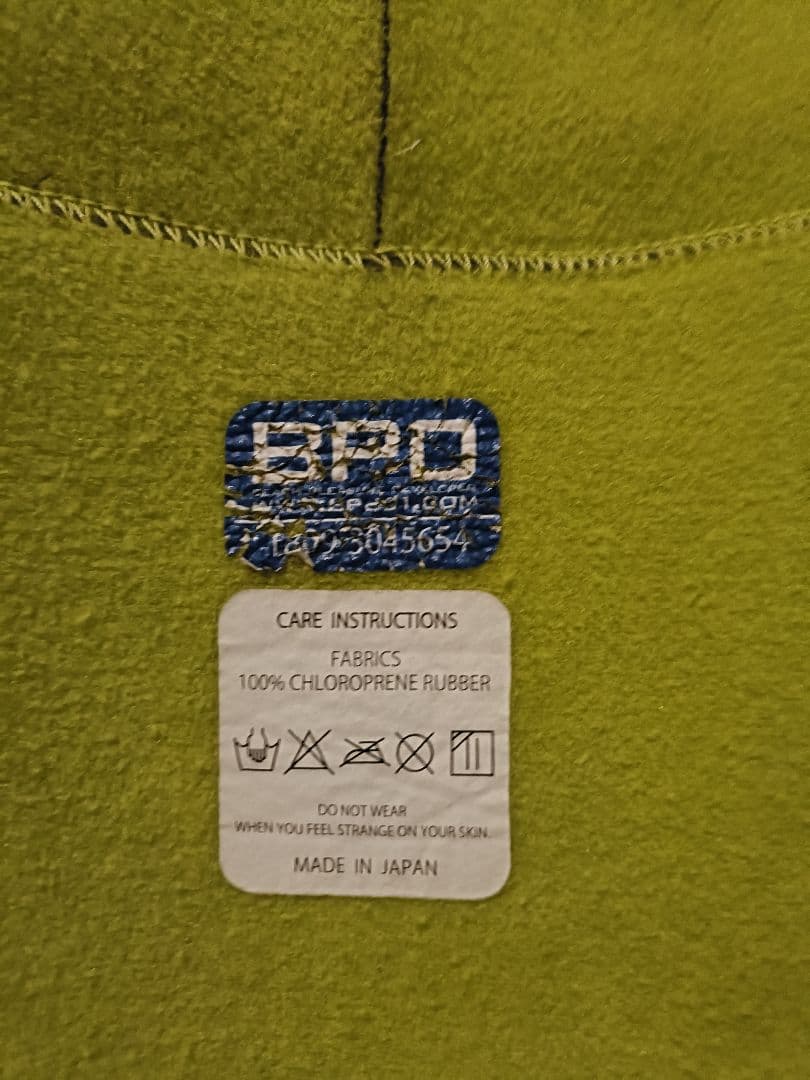 BPD
3045654
CARE INSTRUCTIONS
FABRICS
100% CHLOROPRENE RUBBER
DO NOT WEAR
WHEN YOU FEEL STRANGE ON YOUR SKIN.
MADE IN JAPAN